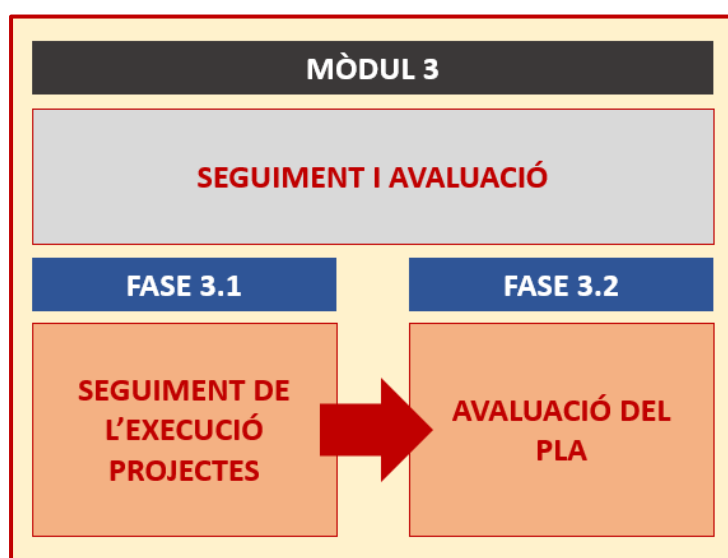 MÒDUL 3
SEGUIMENT I AVALUACIÓ
FASE 3.1
SEGUIMENT DE
L’EXECUCIÓ
PROJECTES
FASE 3.2
AVALUACIÓ DEL
PLA